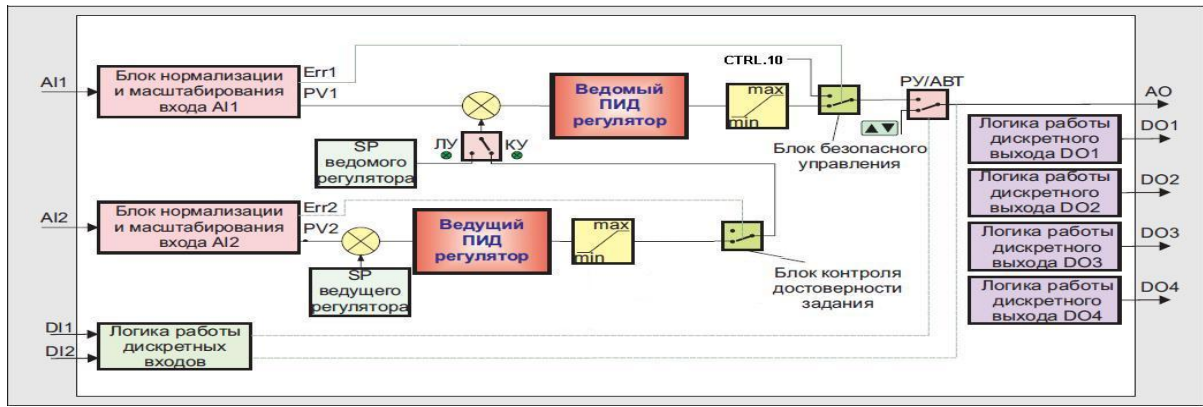 AI1
Блок нормализации
и масштабирования
входа AI1
Err1
PV1
Ведомый
ПИД
регулятор
max
min
CTRL.10
РУ/АВТ
Блок безопасного
управления
AO
DO1
Логика работы
дискретного
выхода DO1
SP
ведомого
регулятора
ЛУ
КУ
DO2
Логика работы
дискретного
выхода DO2
AI2
Блок нормализации
и масштабирования
входа AI2
Err2
PV2
Ведущий
ПИД
регулятор
max
min
Блок контроля
достоверности
задания
DO3
Логика работы
дискретного
выхода DO3
SP
ведущего
регулятора
DO4
Логика работы
дискретного
выхода DO4
DI1
DI2
Логика работы
дискретных
входов